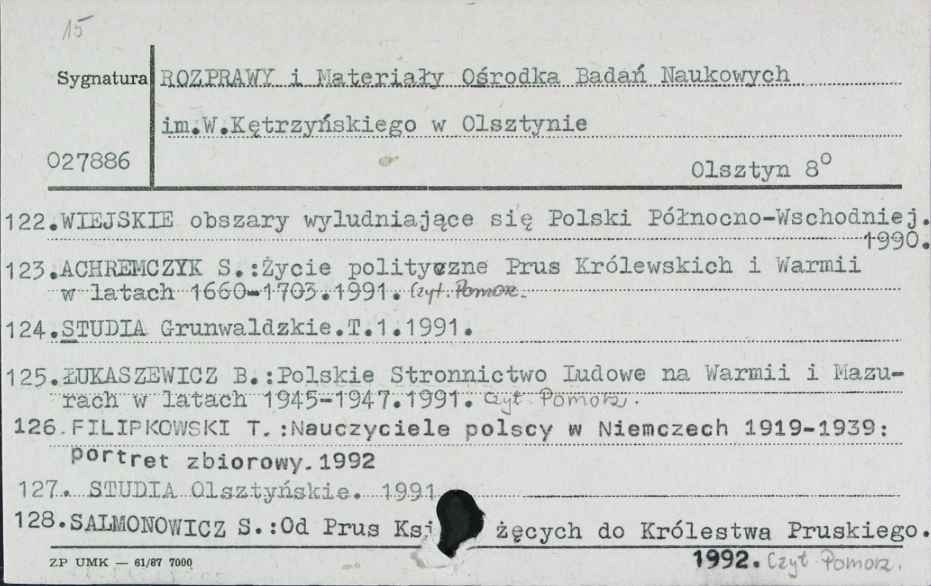 15
Sygnatura ROZPRAWY i Materiały Ośrodka Badań Naukowych
im.W.Kętrzyńskiego w Olsztynie
027886
Olsztyn 8°
122.WIEJSKIE obszary wyludniające się Polski Północno-Wschodniej.
1990.
123.ACHREMCZYK S.:Życie polityczne Prus Królewskich i Warmii
w latach 1660-1703.1991. Czyt. Pomorz.
124.STUDIA Grunwaldzkie.T.1.1991.
125.ŁUKASZEWICZ B.:Polskie Stronnictwo Ludowe na Warmii i Mazu-
rach w latach 1945-1947.1991. Czyt Pomorz.
126.FILIPKOWSKI T.:Nauczyciele polscy w Niemczech 1919-1939:
portret zbiorowy.1992
127. STUDIA Olsztyńskie. 1991
128.SALMONOWICZ S.:Od Prus Ksi żęcych do Królestwa Pruskiego.
1992. Czyt Pomorz.
ZP UMK — 61/87 7000